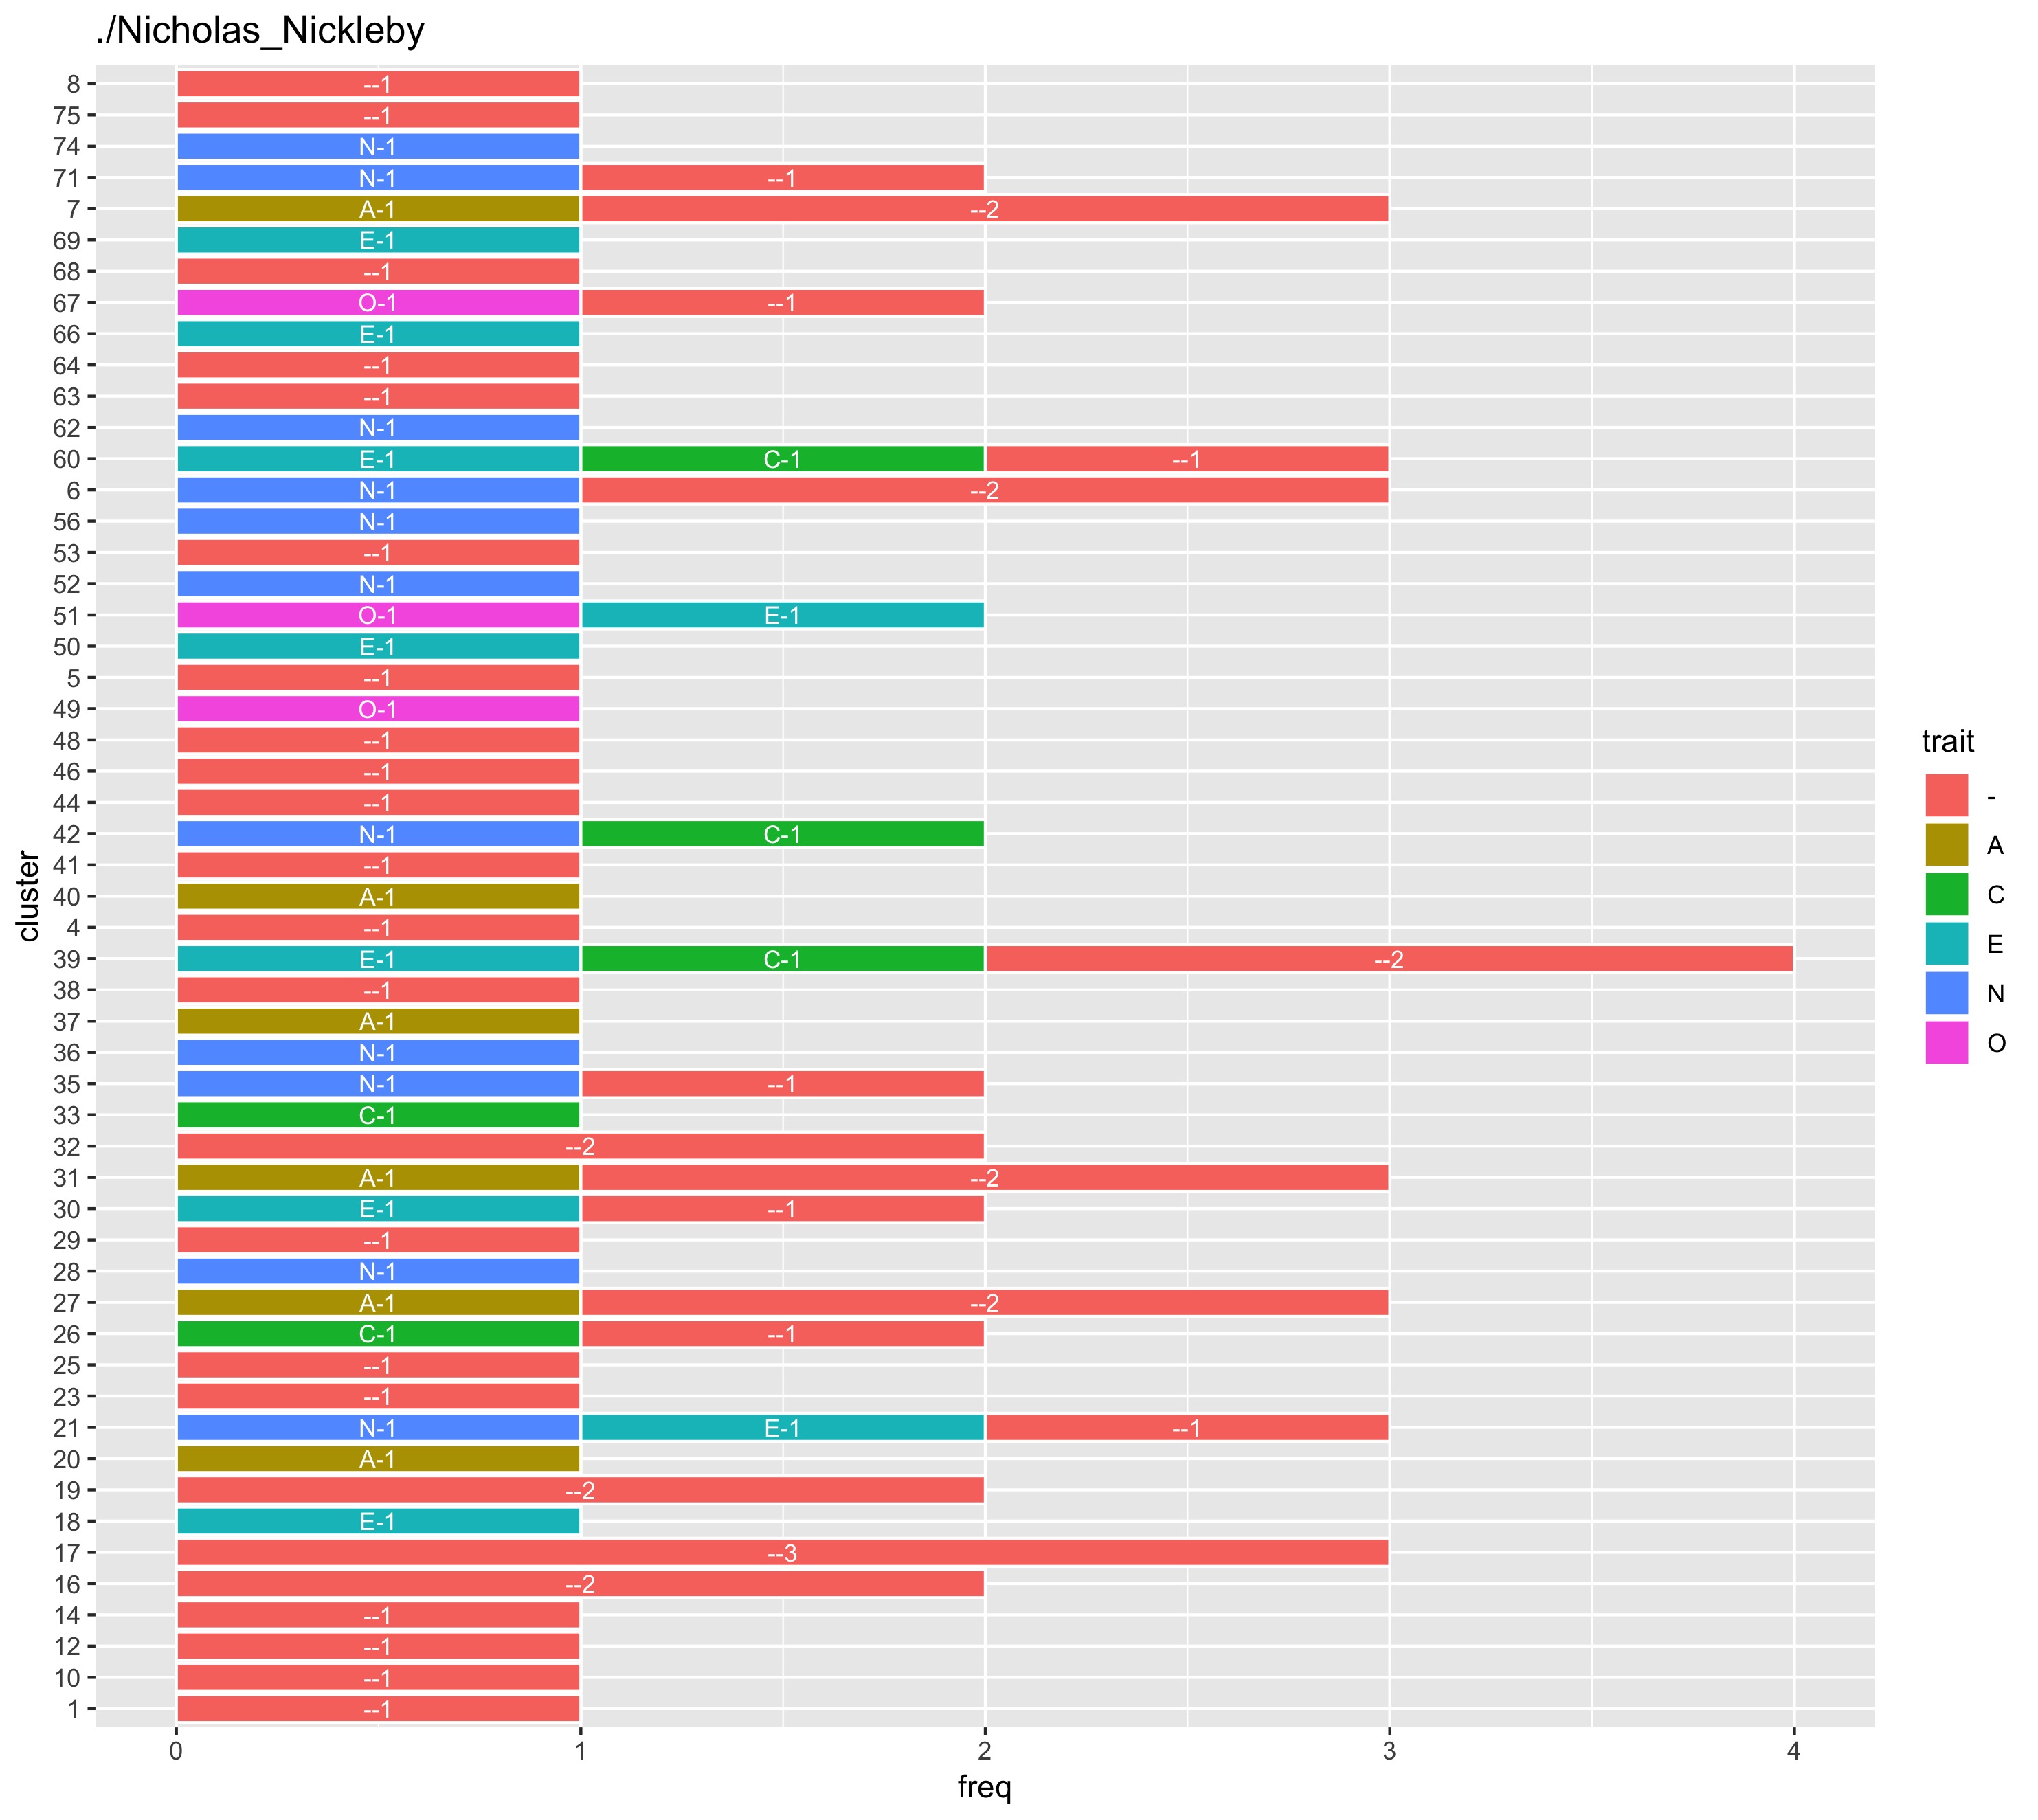 ./Nicholas_Nickleby
8 --1
75 --1
74 N-1
71 N-1 --1
7 A-1 --2
69 E-1
68 --1
67 O-1 --1
66 E-1
64 --1
63 --1
62 N-1
60 E-1 C-1 --1
6 N-1 --2
56 N-1
53 --1
52 N-1
51 O-1 E-1
50 E-1
5 --1
49 O-1
48 --1
46 --1
44 --1
42 N-1 C-1
41 --1
40 A-1
4 --1
39 E-1 C-1 --2
38 --1
37 A-1
36 N-1
35 N-1 --1
33 C-1
32 --2
31 A-1 --2
30 E-1 --1
29 --1
28 N-1
27 A-1 --2
26 C-1 --1
25 --1
23 --1
21 N-1 E-1 --1
20 A-1
19 --2
18 E-1
17 --3
16 --2
14 --1
12 --1
10 --1
1 --1
0 1 2 3 4
freq
cluster
trait
-
A
C
E
N
O